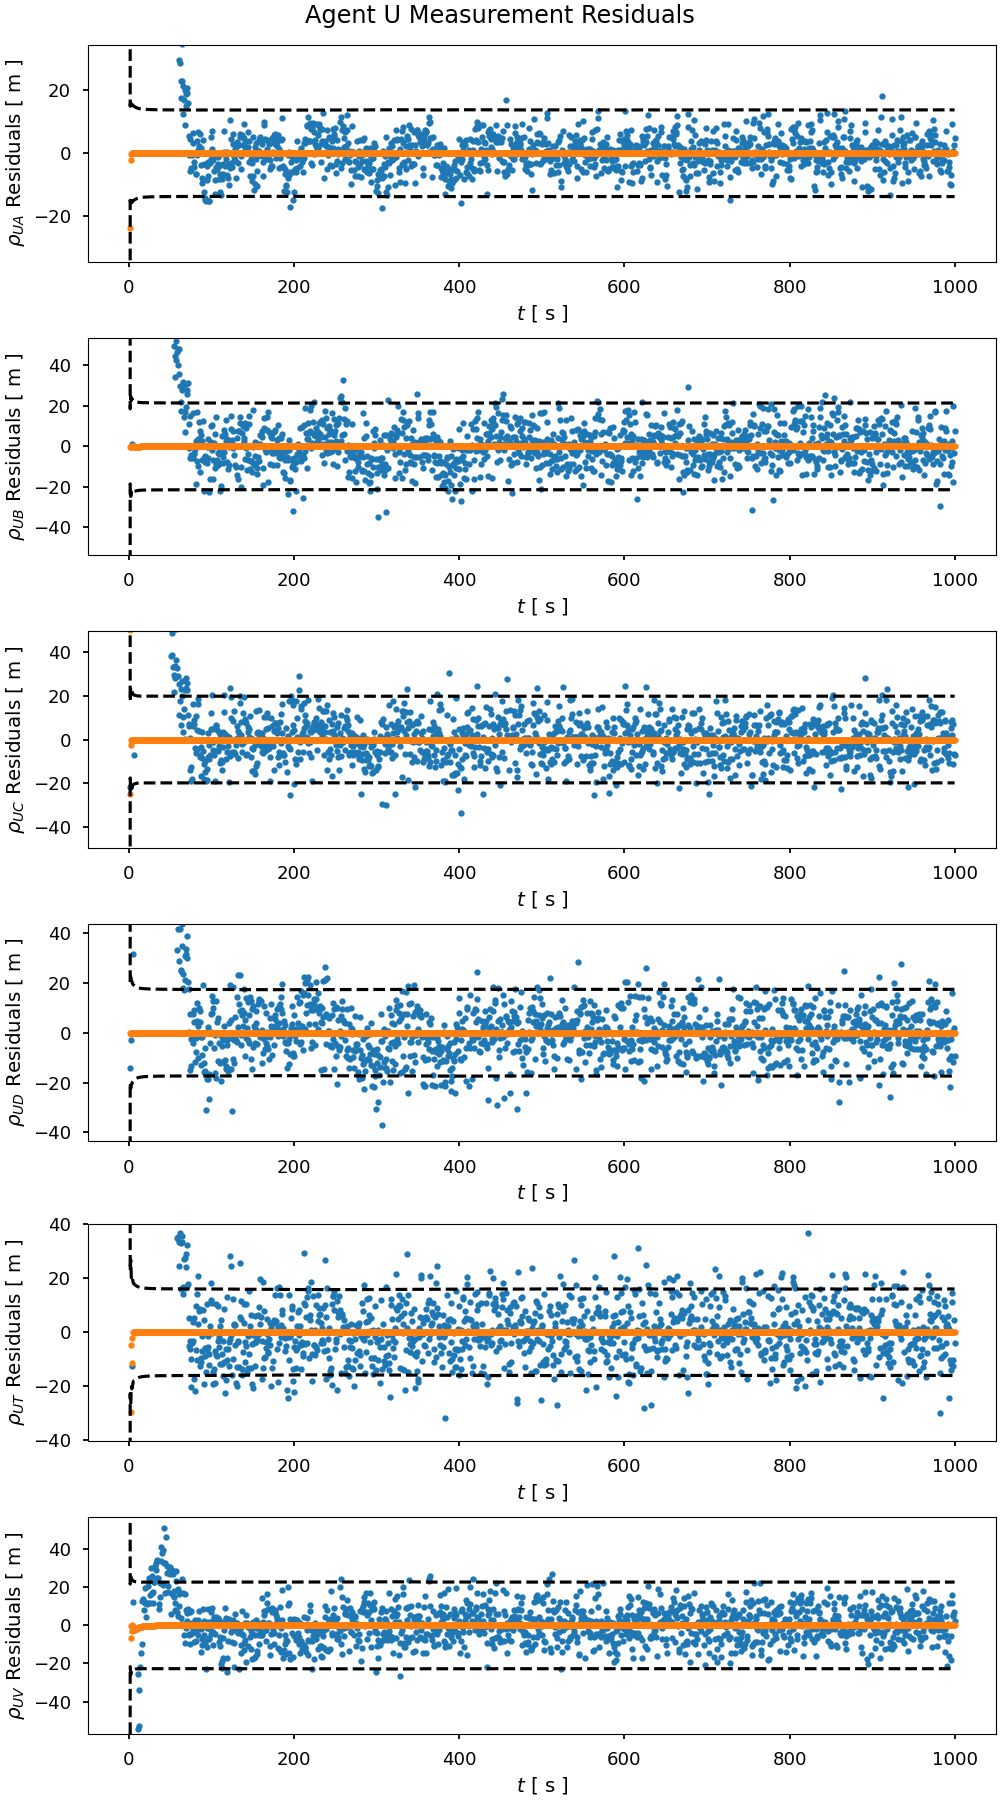 Agent U Measurement Residuals
ρUA Residuals [ m ]
20
0
−20
0 200 400 600 800 1000
t [ s ]
ρUB Residuals [ m ]
40
20
0
−20
−40
0 200 400 600 800 1000
t [ s ]
ρUC Residuals [ m ]
40
20
0
−20
−40
0 200 400 600 800 1000
t [ s ]
ρUD Residuals [ m ]
40
20
0
−20
−40
0 200 400 600 800 1000
t [ s ]
ρUT Residuals [ m ]
40
20
0
−20
−40
0 200 400 600 800 1000
t [ s ]
ρUV Residuals [ m ]
40
20
0
−20
−40
0 200 400 600 800 1000
t [ s ]